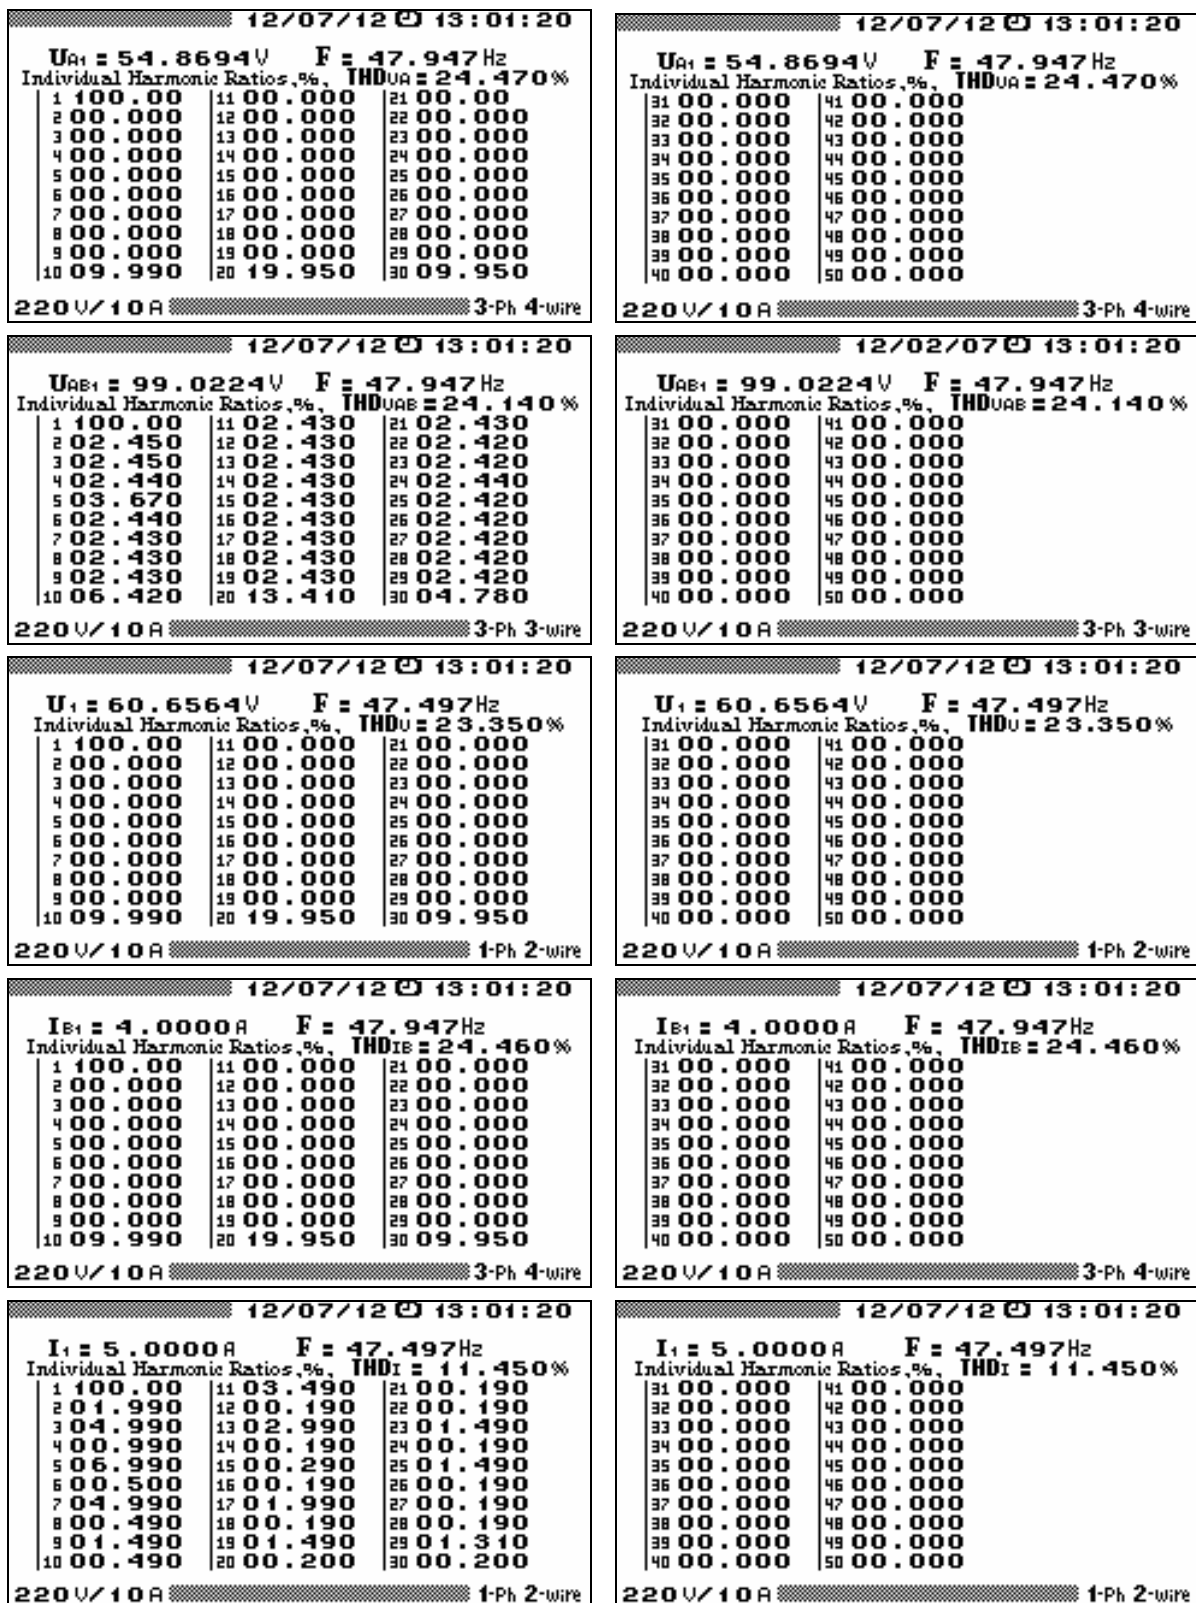 12/07/12 13:01:20
UA1 = 54.8694V F = 47.947Hz
Individual Harmonic Ratios,%, THDUA = 24.470%
1 100.00 11 00.000 21 00.00
2 00.000 12 00.000 22 00.000
3 00.000 13 00.000 23 00.000
4 00.000 14 00.000 24 00.000
5 00.000 15 00.000 25 00.000
6 00.000 16 00.000 26 00.000
7 00.000 17 00.000 27 00.000
8 00.000 18 00.000 28 00.000
9 00.000 19 00.000 29 00.000
10 09.990 20 19.950 30 09.950
220V/10A 3-Ph 4-wire
12/07/12 13:01:20
UA1 = 54.8694V F = 47.947Hz
Individual Harmonic Ratios,%, THDUA = 24.470%
31 00.000 41 00.000
32 00.000 42 00.000
33 00.000 43 00.000
34 00.000 44 00.000
35 00.000 45 00.000
36 00.000 46 00.000
37 00.000 47 00.000
38 00.000 48 00.000
39 00.000 49 00.000
40 00.000 50 00.000
220V/10A 3-Ph 4-wire
12/07/12 13:01:20
UAB1 = 99.0224V F = 47.947Hz
Individual Harmonic Ratios,%, THDUAB = 24.140%
1 100.00 11 02.430 21 02.430
2 02.450 12 02.430 22 02.420
3 02.450 13 02.430 23 02.420
4 02.440 14 02.430 24 02.440
5 03.670 15 02.430 25 02.420
6 02.440 16 02.430 26 02.420
7 02.430 17 02.430 27 02.420
8 02.430 18 02.430 28 02.420
9 02.430 19 02.430 29 02.420
10 06.420 20 13.410 30 04.780
220V/10A 3-Ph 3-wire
12/02/07 13:01:20
UAB1 = 99.0224V F = 47.947Hz
Individual Harmonic Ratios,%, THDUAB = 24.140%
31 00.000 41 00.000
32 00.000 42 00.000
33 00.000 43 00.000
34 00.000 44 00.000
35 00.000 45 00.000
36 00.000 46 00.000
37 00.000 47 00.000
38 00.000 48 00.000
39 00.000 49 00.000
40 00.000 50 00.000
220V/10A 3-Ph 3-wire
12/07/12 13:01:20
U1 = 60.6564V F = 47.497Hz
Individual Harmonic Ratios,%, THDU = 23.350%
1 100.00 11 00.000 21 00.000
2 00.000 12 00.000 22 00.000
3 00.000 13 00.000 23 00.000
4 00.000 14 00.000 24 00.000
5 00.000 15 00.000 25 00.000
6 00.000 16 00.000 26 00.000
7 00.000 17 00.000 27 00.000
8 00.000 18 00.000 28 00.000
9 00.000 19 00.000 29 00.000
10 09.990 20 19.950 30 09.950
220V/10A 1-Ph 2-wire
12/07/12 13:01:20
U1 = 60.6564V F = 47.497Hz
Individual Harmonic Ratios,%, THDU = 23.350%
31 00.000 41 00.000
32 00.000 42 00.000
33 00.000 43 00.000
34 00.000 44 00.000
35 00.000 45 00.000
36 00.000 46 00.000
37 00.000 47 00.000
38 00.000 48 00.000
39 00.000 49 00.000
40 00.000 50 00.000
220V/10A 1-Ph 2-wire
12/07/12 13:01:20
IB1 = 4.0000A F = 47.947Hz
Individual Harmonic Ratios,%, THDIB = 24.460%
1 100.00 11 00.000 21 00.000
2 00.000 12 00.000 22 00.000
3 00.000 13 00.000 23 00.000
4 00.000 14 00.000 24 00.000
5 00.000 15 00.000 25 00.000
6 00.000 16 00.000 26 00.000
7 00.000 17 00.000 27 00.000
8 00.000 18 00.000 28 00.000
9 00.000 19 00.000 29 00.000
10 09.990 20 19.950 30 09.950
220V/10A 3-Ph 4-wire
12/07/12 13:01:20
IB1 = 4.0000A F = 47.947Hz
Individual Harmonic Ratios,%, THDIB = 24.460%
31 00.000 41 00.000
32 00.000 42 00.000
33 00.000 43 00.000
34 00.000 44 00.000
35 00.000 45 00.000
36 00.000 46 00.000
37 00.000 47 00.000
38 00.000 48 00.000
39 00.000 49 00.000
40 00.000 50 00.000
220V/10A 3-Ph 4-wire
12/07/12 13:01:20
I1 = 5.0000A F = 47.497Hz
Individual Harmonic Ratios,%, THDI = 11.450%
1 100.00 11 03.490 21 00.190
2 01.990 12 00.190 22 00.190
3 04.990 13 02.990 23 01.490
4 00.990 14 00.190 24 00.190
5 06.990 15 00.290 25 01.490
6 00.500 16 00.190 26 00.190
7 04.990 17 01.990 27 00.190
8 00.490 18 00.190 28 00.190
9 01.490 19 01.490 29 01.310
10 00.490 20 00.200 30 00.200
220V/10A 1-Ph 2-wire
12/07/12 13:01:20
I1 = 5.0000A F = 47.497Hz
Individual Harmonic Ratios,%, THDI = 11.450%
31 00.000 41 00.000
32 00.000 42 00.000
33 00.000 43 00.000
34 00.000 44 00.000
35 00.000 45 00.000
36 00.000 46 00.000
37 00.000 47 00.000
38 00.000 48 00.000
39 00.000 49 00.000
40 00.000 50 00.000
220V/10A 1-Ph 2-wire